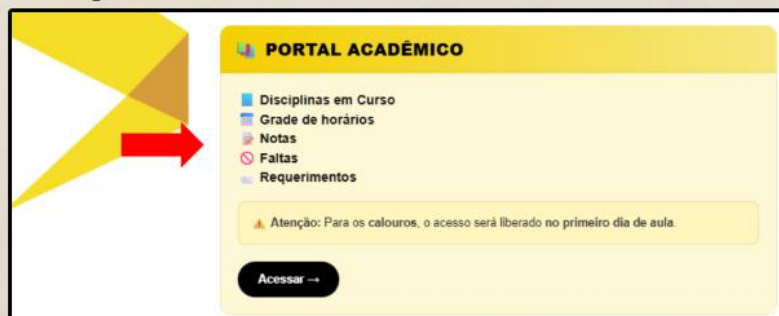 PORTAL ACADÊMICO
Disciplinas em Curso
Grade de horários
Notas
Faltas
Requerimentos
Atenção: Para os calouros, o acesso será liberado no primeiro dia de aula.
Acessar →